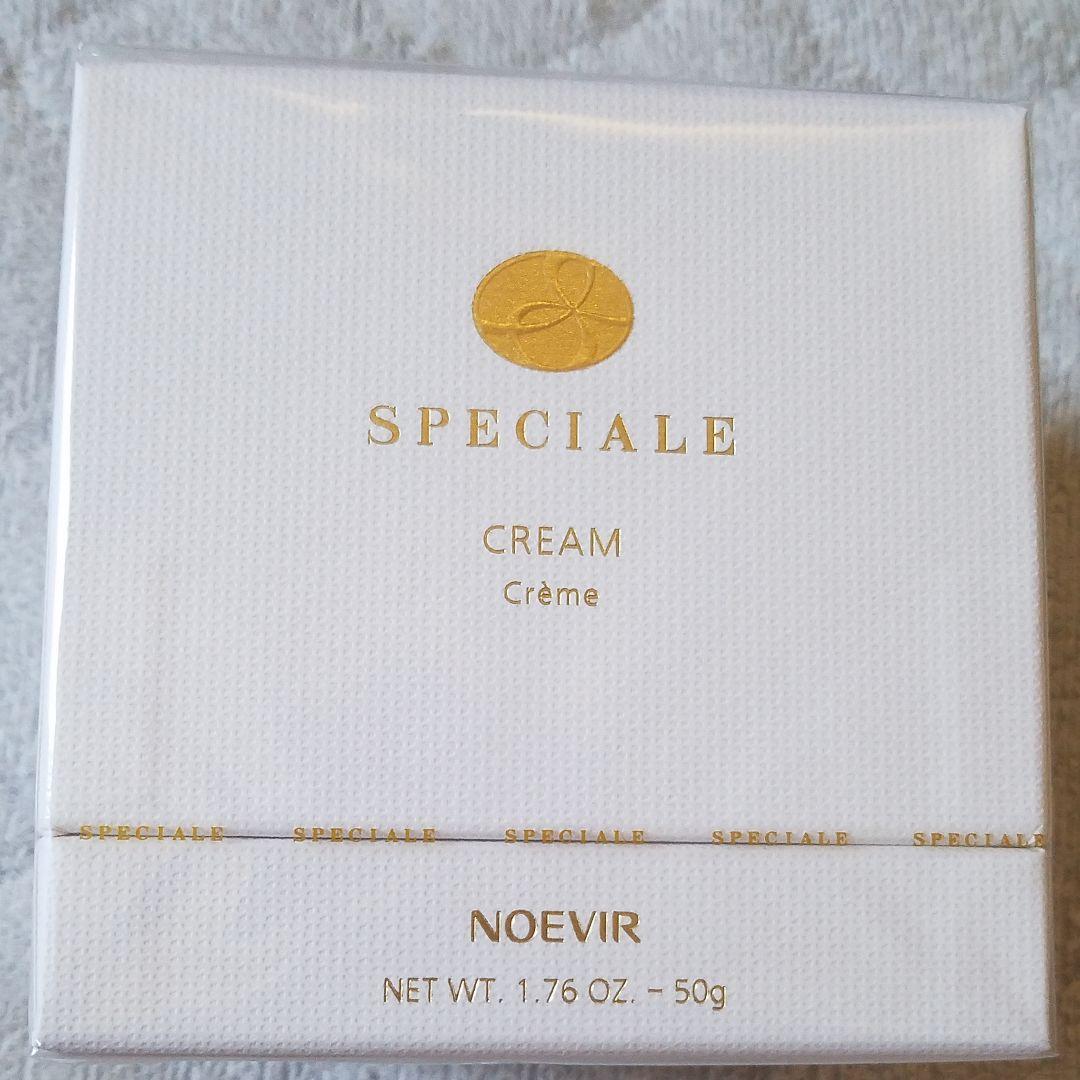 SPECIALE
CREAM
Crème
SPECIALE SPECIALE SPECIALE SPECIALE SPECIALE
NOEVIR
NET WT. 1.76 OZ. – 50g